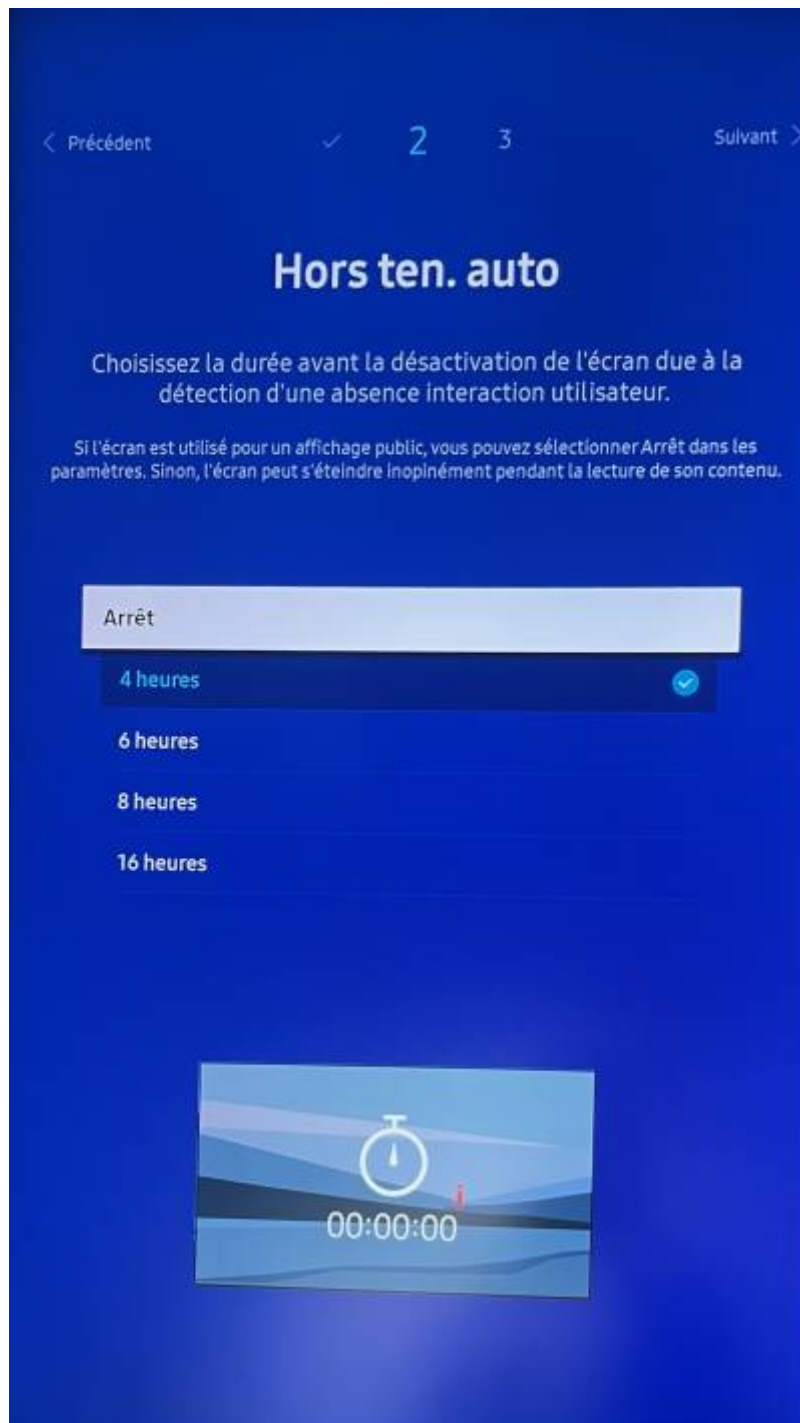 Précédent
2
3
Suivant
Hors ten. auto
Choisissez la durée avant la désactivation de l'écran due à la
détection d'une absence interaction utilisateur.
Si l'écran est utilisé pour un affichage public, vous pouvez sélectionner Arrêt dans les
paramètres. Sinon, l'écran peut s'éteindre inopinément pendant la lecture de son contenu.
Arrêt
4 heures
6 heures
8 heures
16 heures
00:00:00